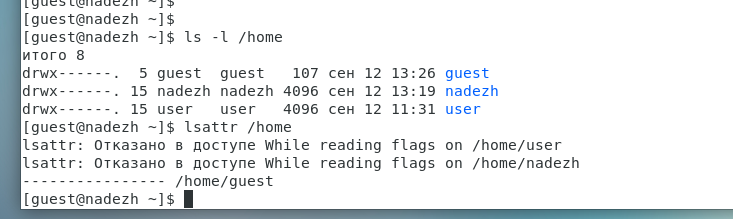 [guest@nadezh ~]$
[guest@nadezh ~]$
[guest@nadezh ~]$ ls -l /home
итого 8
drwx------.  5 guest  guest   107 сен 12 13:26 guest
drwx------. 15 nadezh nadezh 4096 сен 12 13:19 nadezh
drwx------. 15 user   user   4096 сен 12 11:31 user
[guest@nadezh ~]$ lsattr /home
lsattr: Отказано в доступе While reading flags on /home/user
lsattr: Отказано в доступе While reading flags on /home/nadezh
---------------- /home/guest
[guest@nadezh ~]$